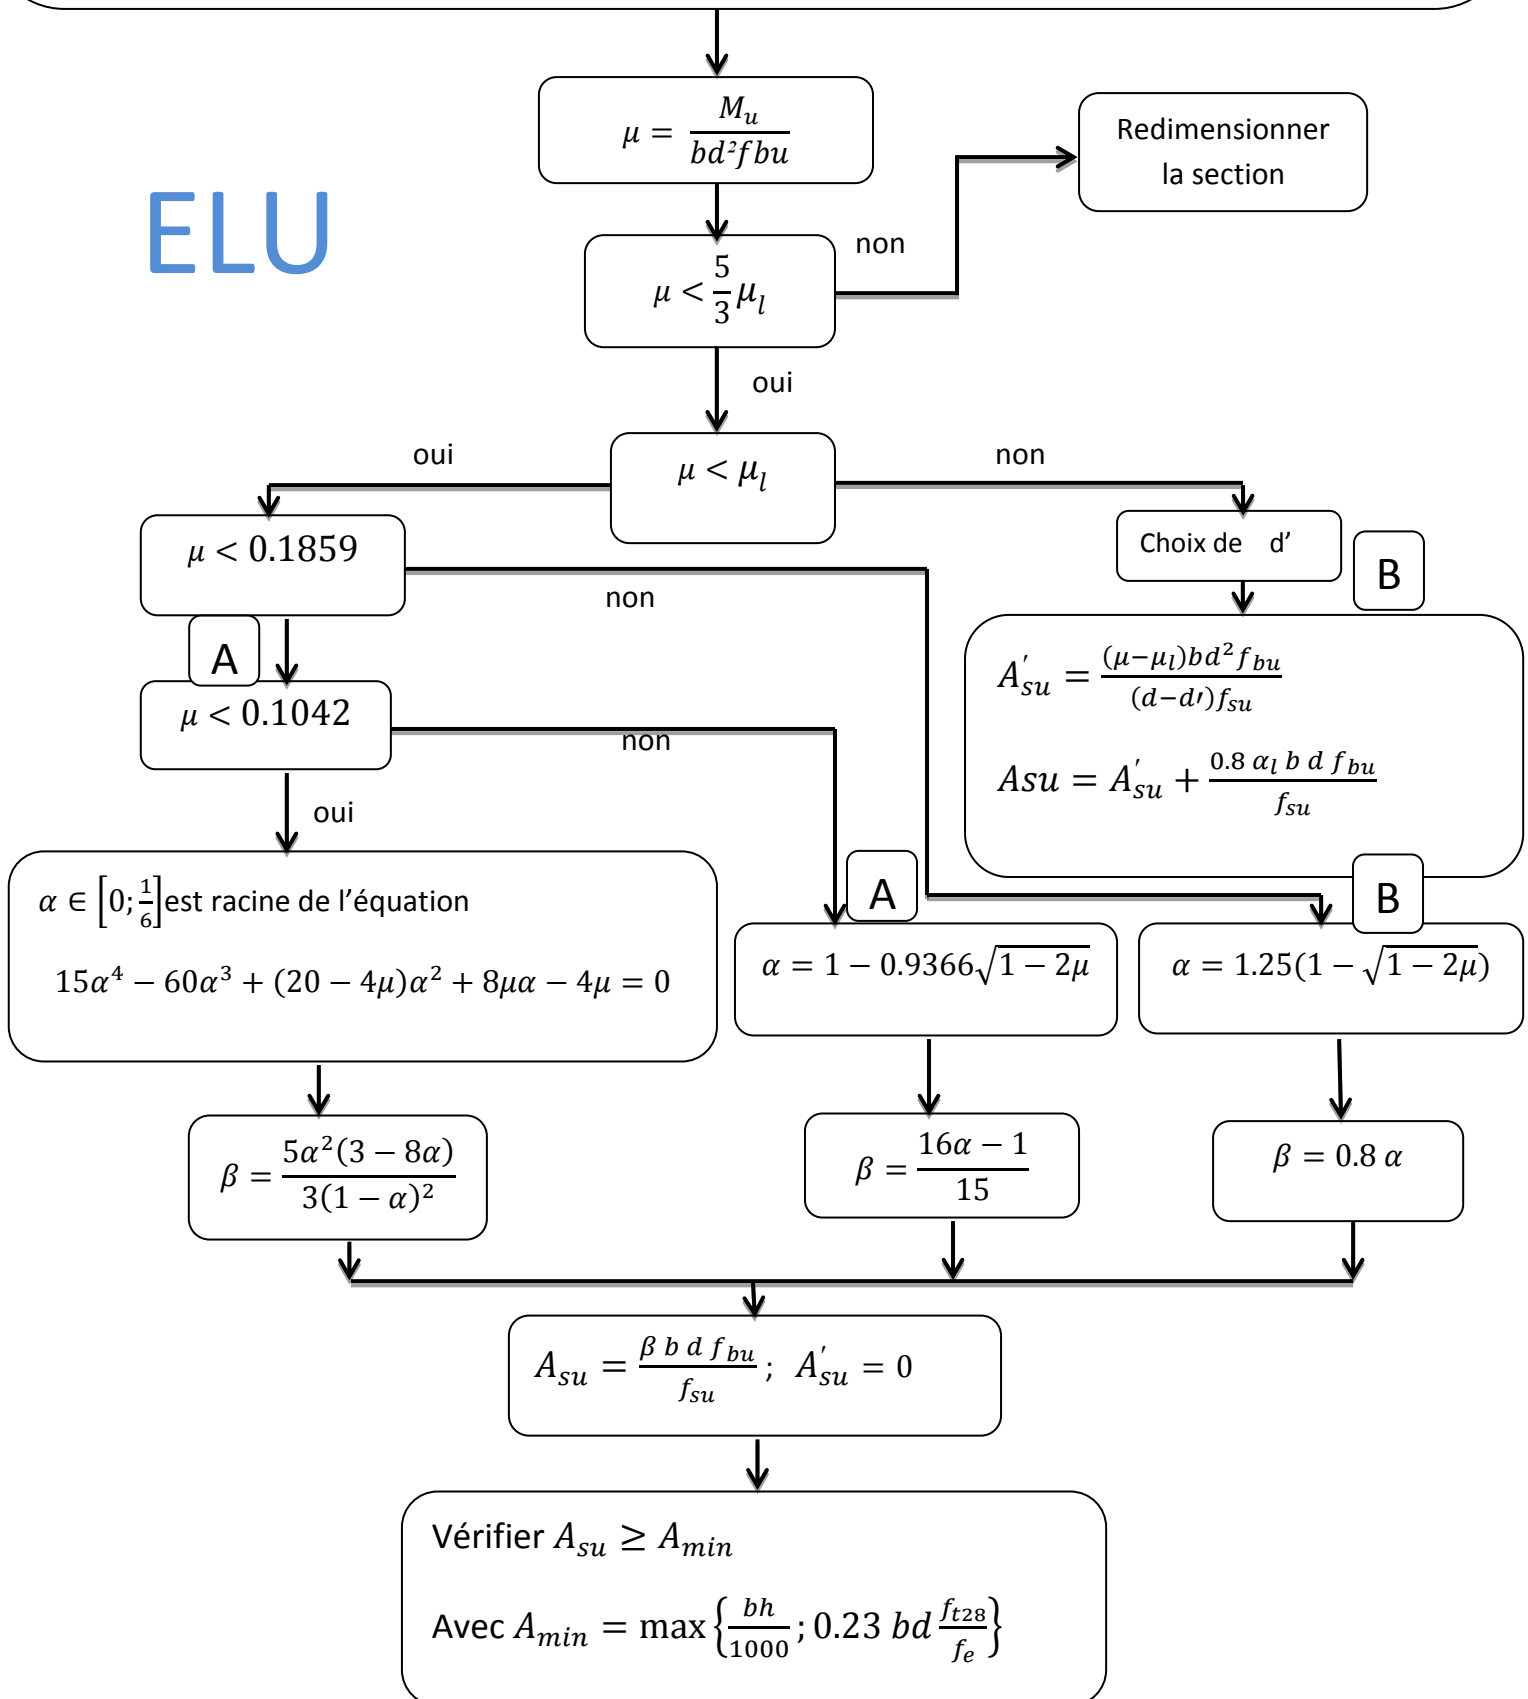 μ = M_u / bd²fbu
Redimensionner
la section
ELU
non
μ < 5/3 μ_l
oui
oui
μ < μ_l
non
μ < 0.1859
Choix de d’
B
non
A
A'_su = (μ−μ_l)bd²f_bu / (d−d′)f_su
μ < 0.1042
non
Asu = A'_su + 0.8 α_l b d f_bu / f_su
oui
α ∈ [0; 1/6] est racine de l’équation
A
B
15α⁴ − 60α³ + (20 − 4μ)α² + 8μα − 4μ = 0
α = 1 − 0.9366√(1 − 2μ)
α = 1.25(1 − √(1 − 2μ))
β = 5α²(3 − 8α) / 3(1 − α)²
β = 16α − 1 / 15
β = 0.8 α
A_su = β b d f_bu / f_su ; A'_su = 0
Vérifier A_su ≥ A_min
Avec A_min = max {bh/1000 ; 0.23 bd f_t28/f_e}